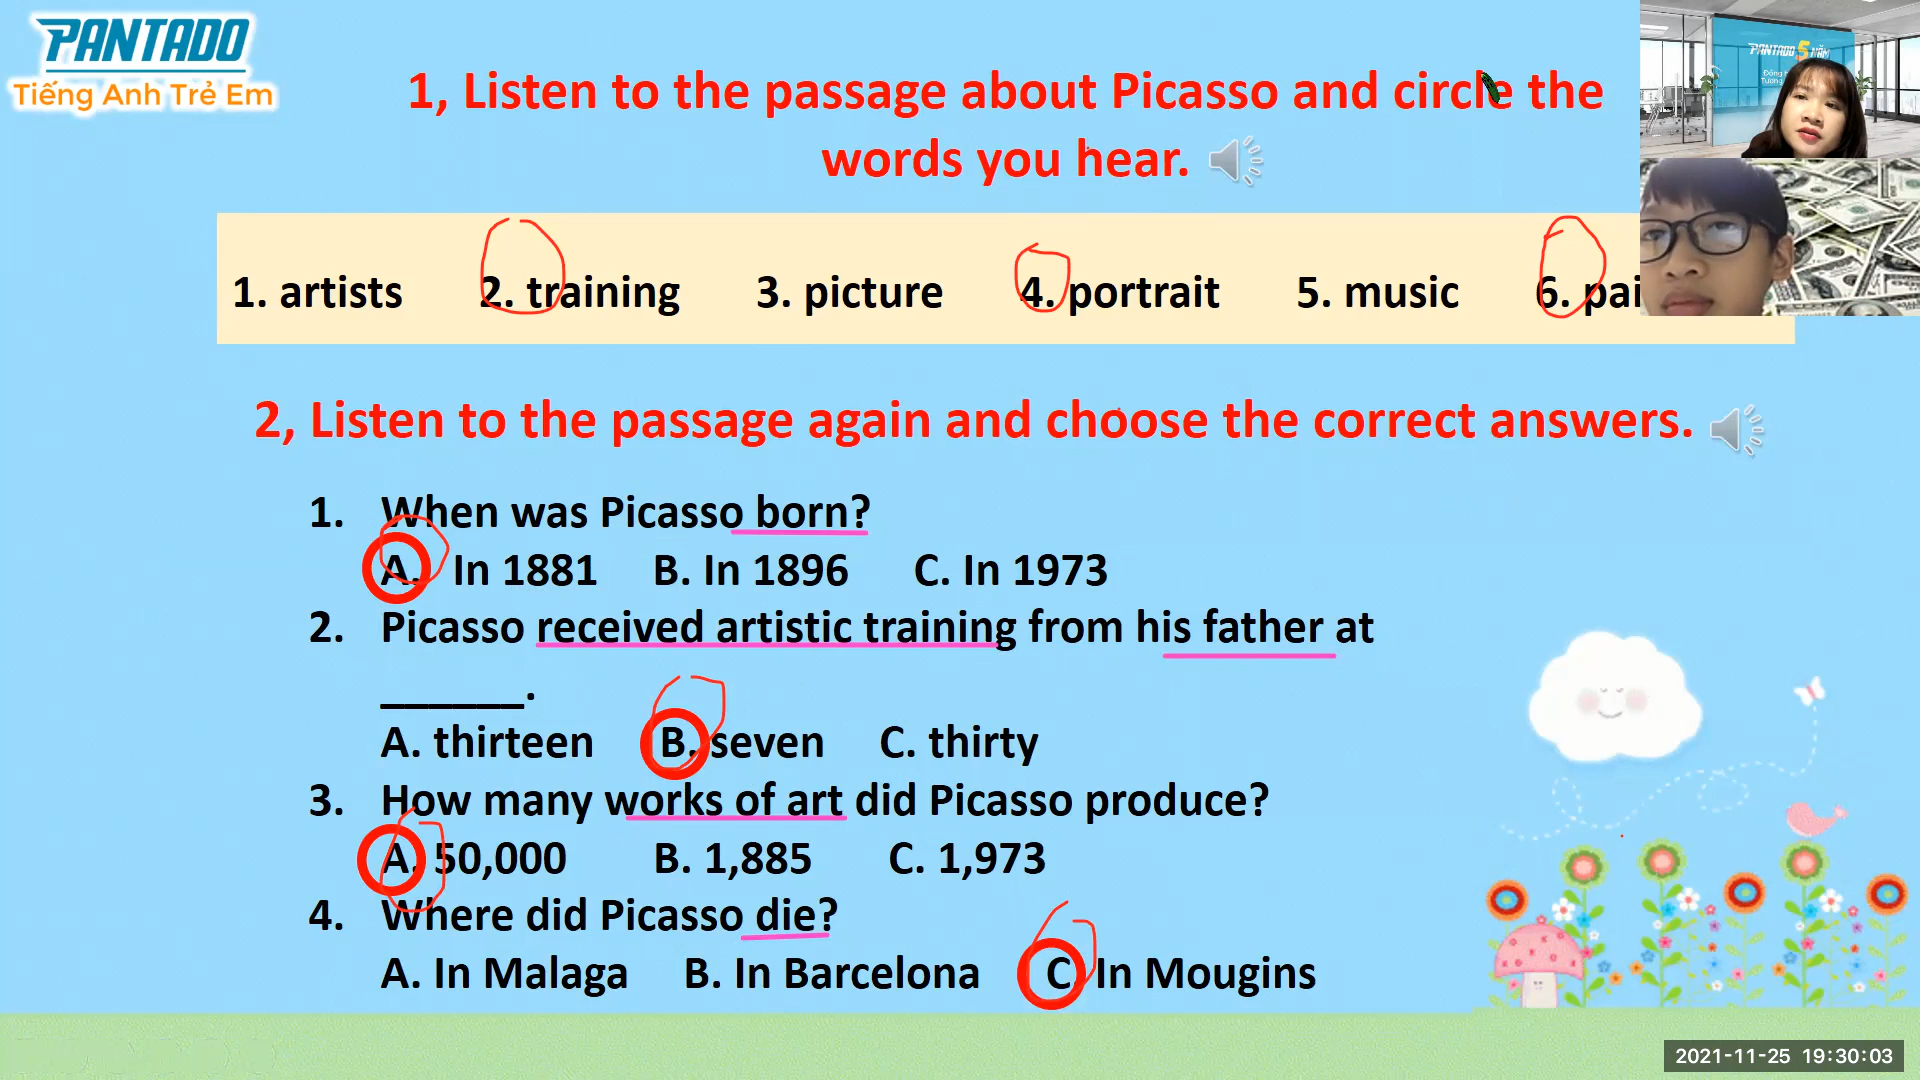 PANTADO
Tiếng Anh Trẻ Em
PANTADO 5 NĂM
1, Listen to the passage about Picasso and circle the
words you hear.
1. artists 2. training 3. picture 4. portrait 5. music 6.
2, Listen to the passage again and choose the correct answers.
1. When was Picasso born?
A. In 1881 B. In 1896 C. In 1973
2. Picasso received artistic training from his father at
______.
A. thirteen B. seven C. thirty
3. How many works of art did Picasso produce?
A. 50,000 B. 1,885 C. 1,973
4. Where did Picasso die?
A. In Malaga B. In Barcelona C. In Mougins
2021-11-25 19:30:03